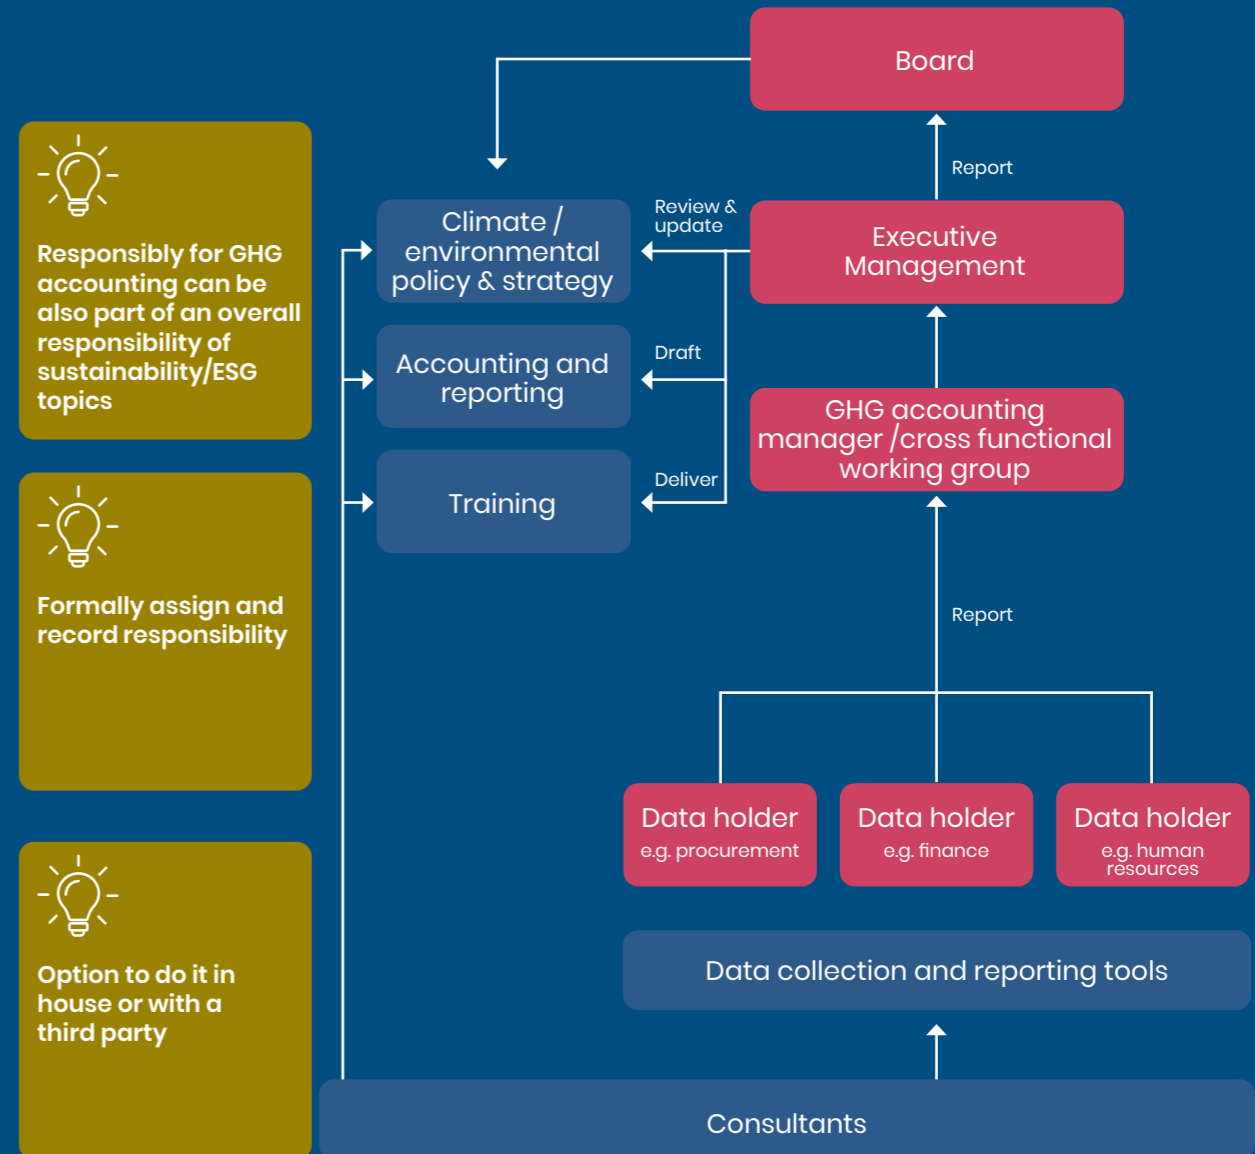 Board
Report
Responsibly for GHG
accounting can be
also part of an overall
responsibility of
sustainability/ESG
topics
Climate /
environmental
policy & strategy
Review &
update
Executive
Management
Accounting and
reporting
Draft
GHG accounting
manager /cross functional
working group
Training
Deliver
Formally assign and
record responsibility
Report
Data holder
e.g. procurement
Data holder
e.g. finance
Data holder
e.g. human
resources
Option to do it in
house or with a
third party
Data collection and reporting tools
Consultants